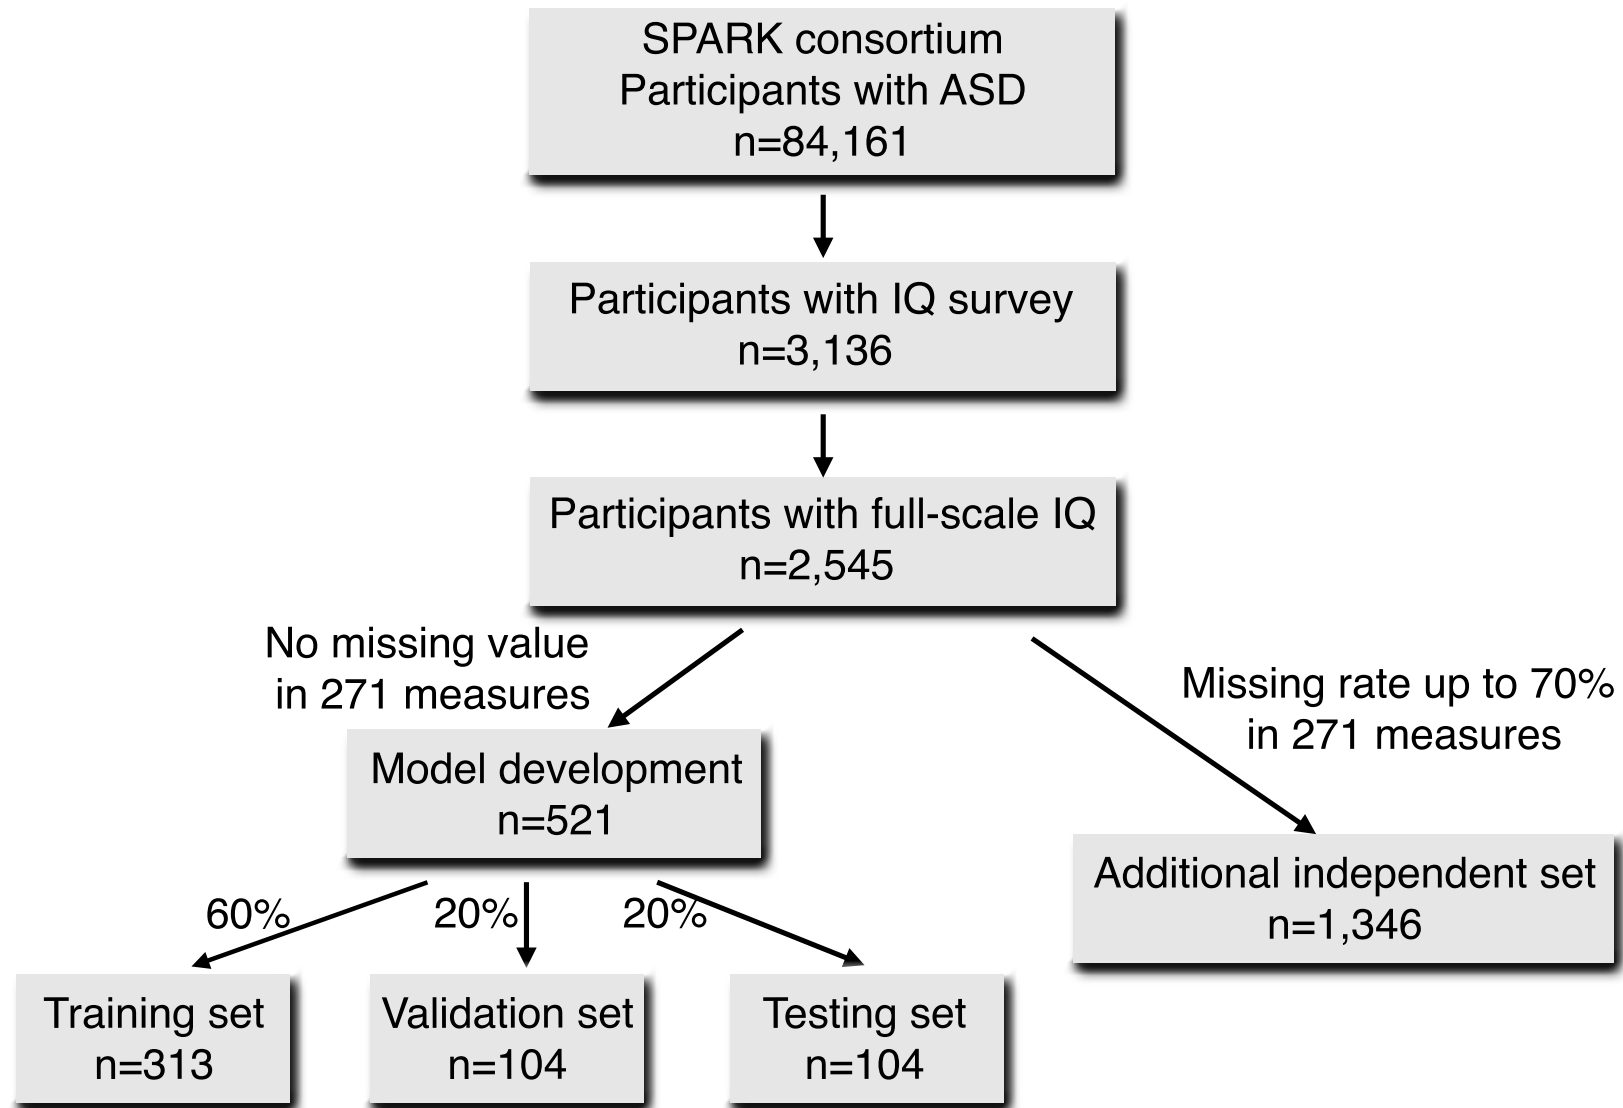 SPARK consortium
Participants with ASD
n=84,161
Participants with IQ survey
n=3,136
Participants with full-scale IQ
n=2,545
No missing value
in 271 measures
Missing rate up to 70%
in 271 measures
Model development
n=521
Additional independent set
n=1,346
60%
20%
20%
Training set
n=313
Validation set
n=104
Testing set
n=104